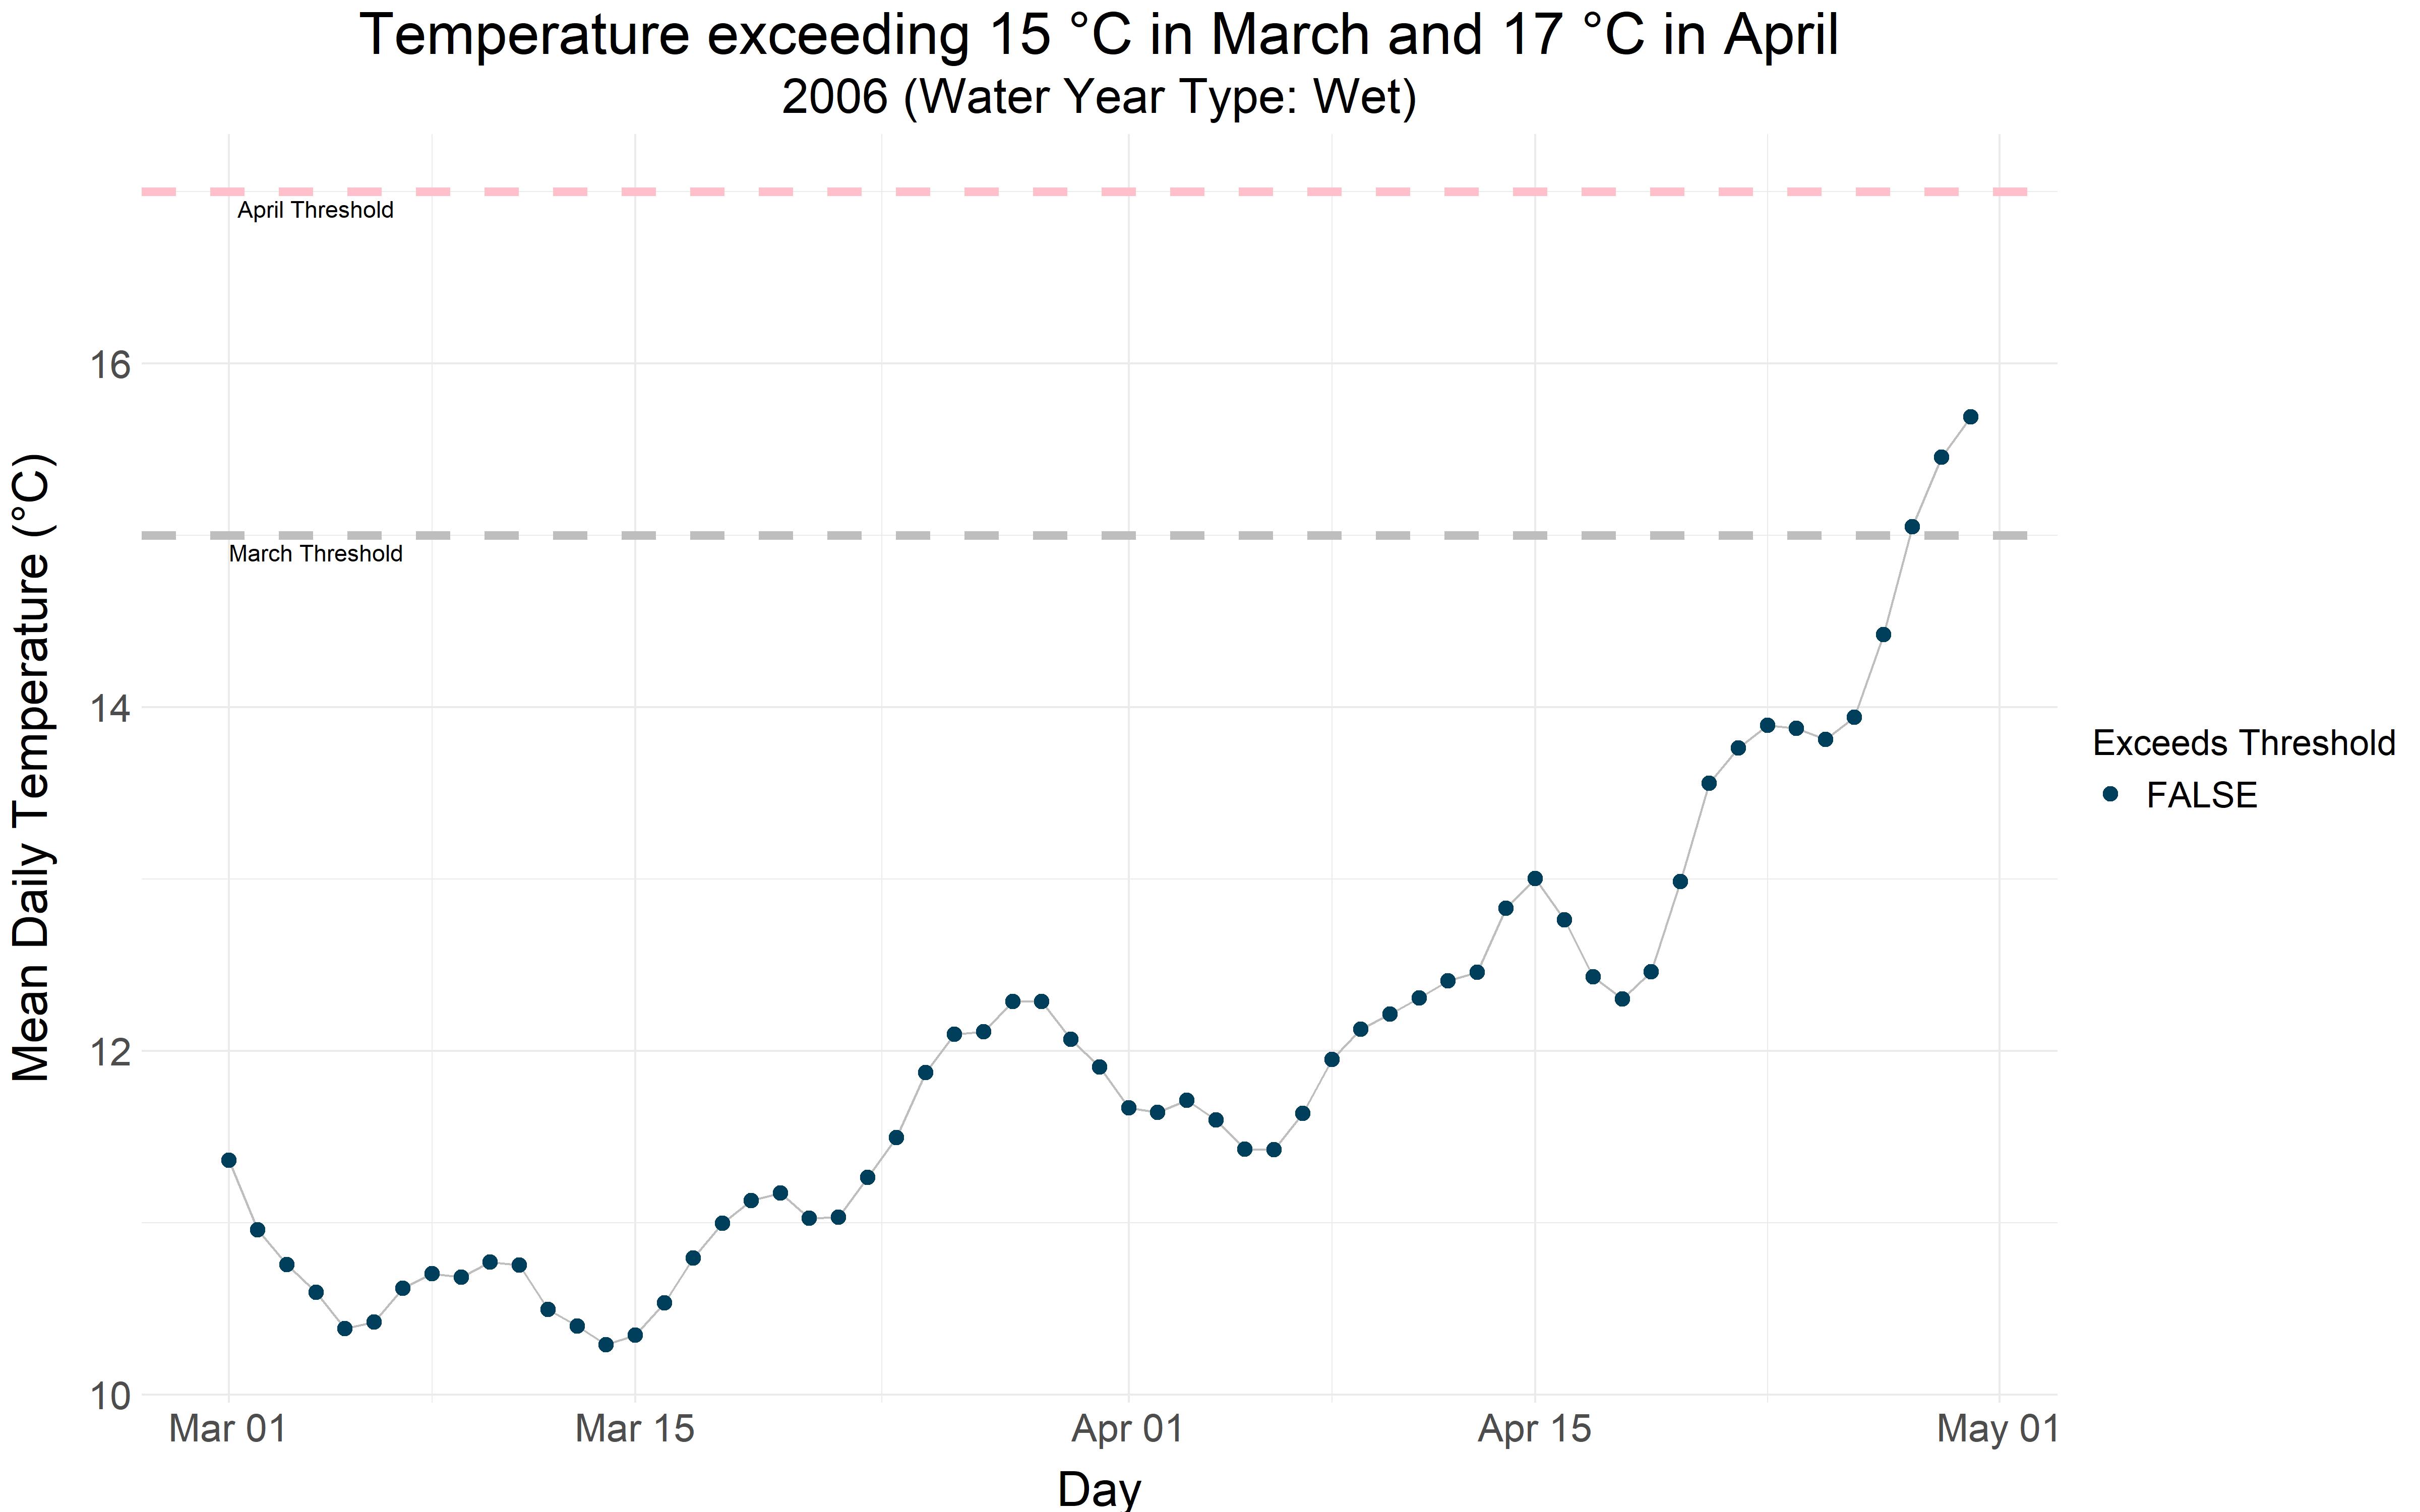 Temperature exceeding 15 °C in March and 17 °C in April
2006 (Water Year Type: Wet)
April Threshold
16
March Threshold
14
12
10
Mean Daily Temperature (°C)
Mar 01
Mar 15
Apr 01
Apr 15
May 01
Day
Exceeds Threshold
FALSE